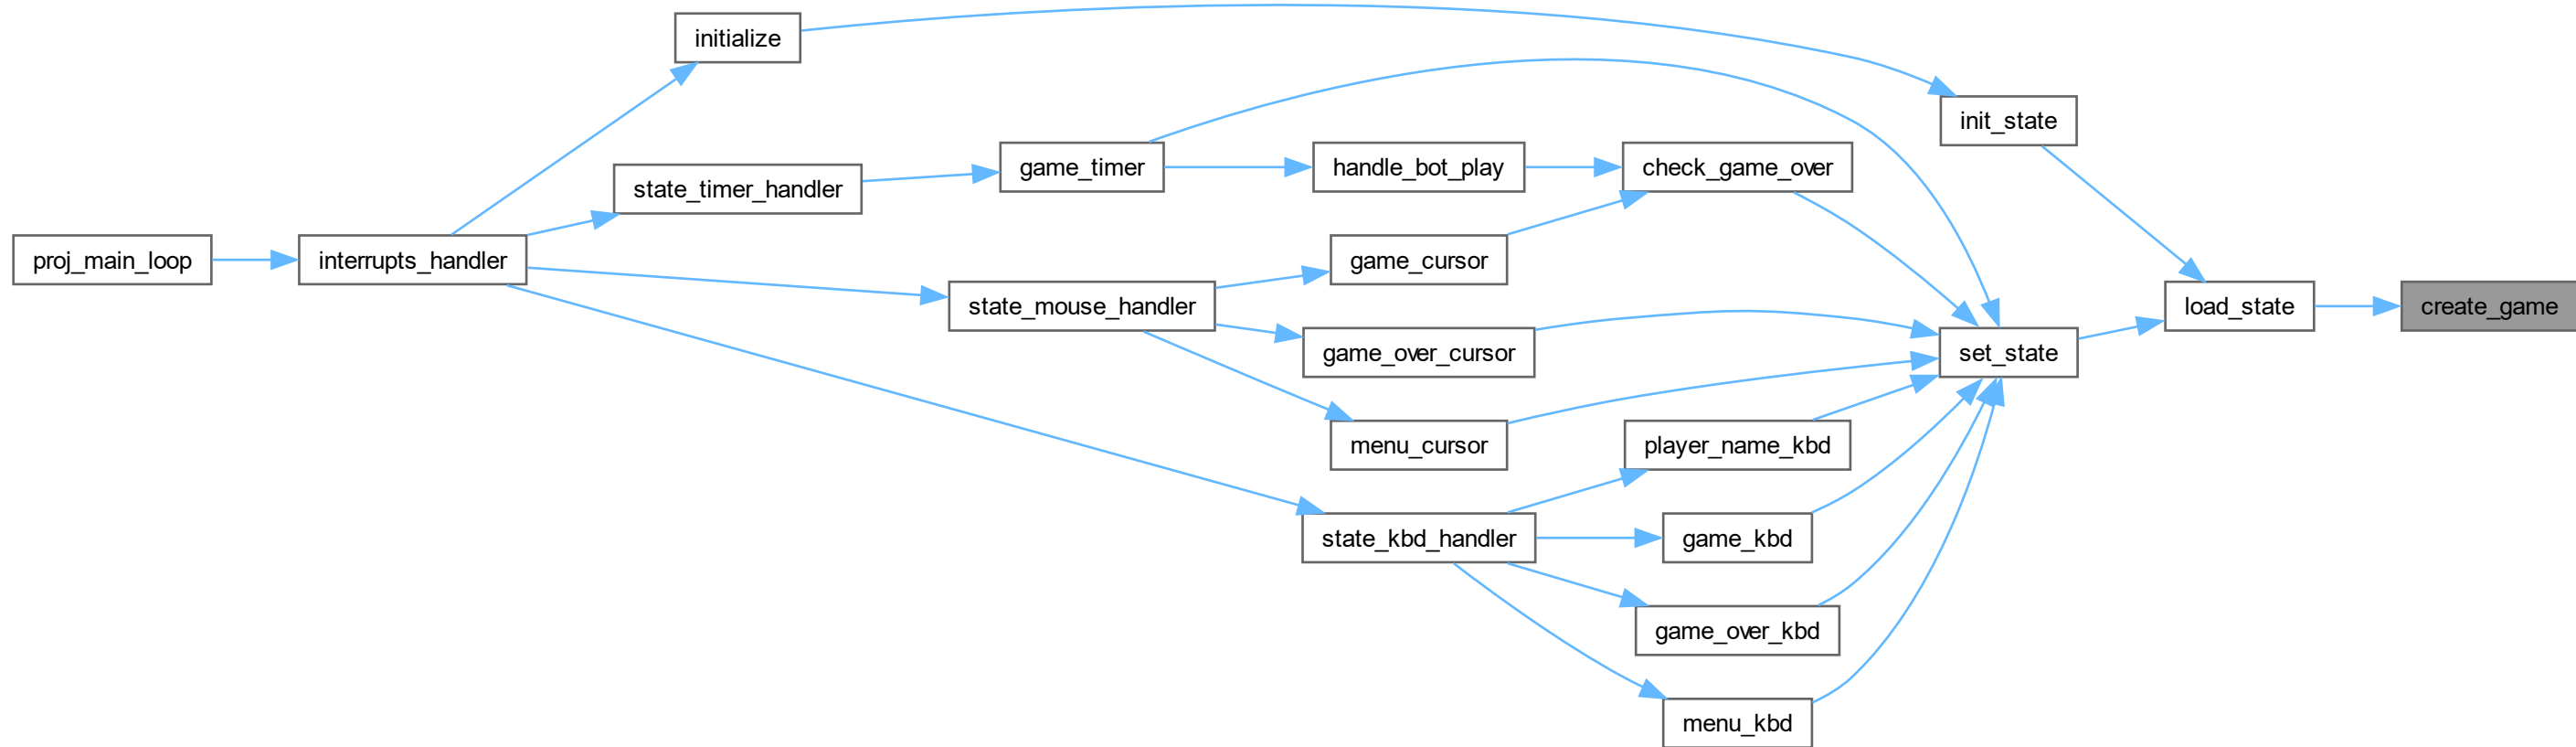 initialize
init_state
game_timer
handle_bot_play
check_game_over
state_timer_handler
proj_main_loop
interrupts_handler
game_cursor
state_mouse_handler
load_state
create_game
game_over_cursor
set_state
menu_cursor
player_name_kbd
state_kbd_handler
game_kbd
game_over_kbd
menu_kbd